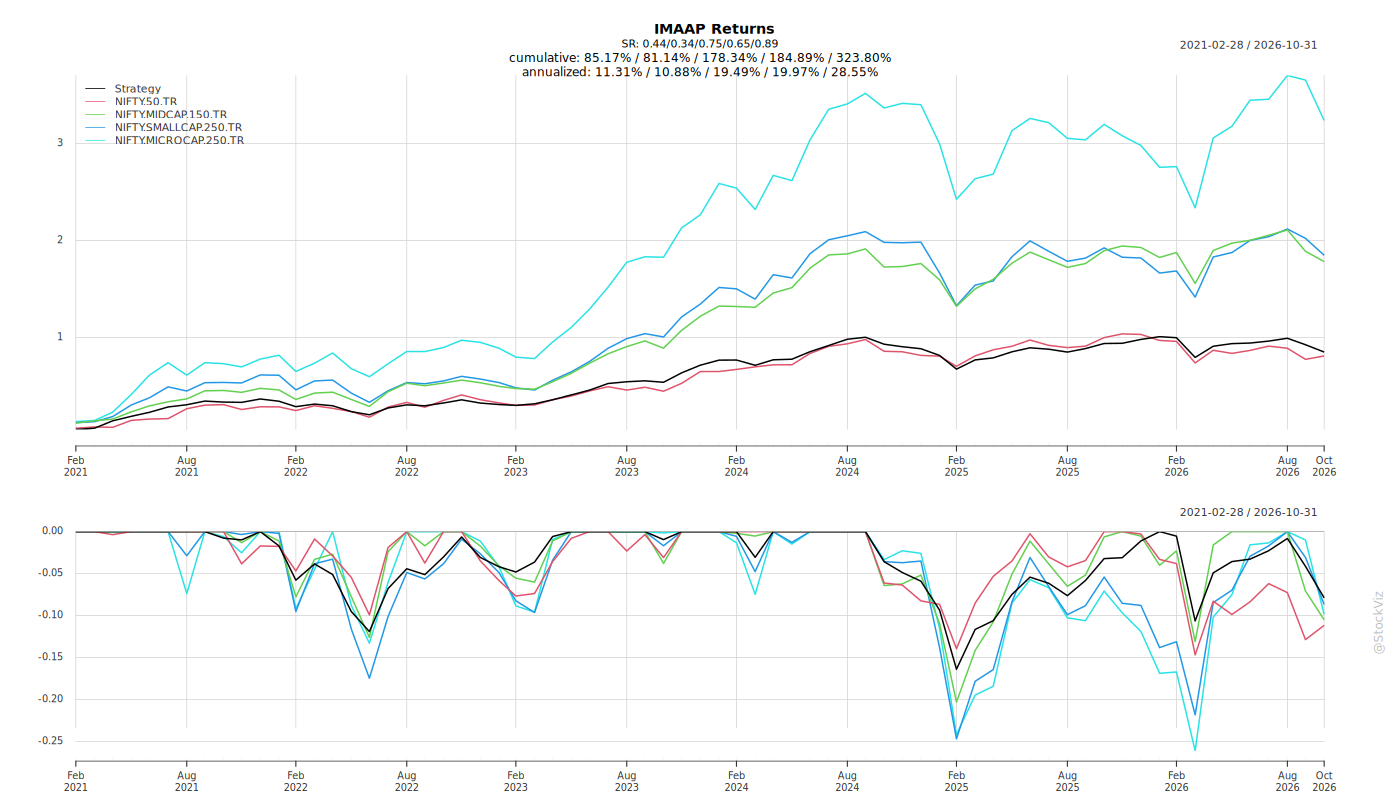 IMAAP Returns
SR: 0.44/0.34/0.75/0.65/0.89
cumulative: 85.17% / 81.14% / 178.34% / 184.89% / 323.80%
annualized: 11.31% / 10.88% / 19.49% / 19.97% / 28.55%
2021-02-28 / 2026-10-31
Strategy
NIFTY.50.TR
NIFTY.MIDCAP.150.TR
NIFTY.SMALLCAP.250.TR
NIFTY.MICROCAP.250.TR
3
2
1
Feb 2021 Aug 2021 Feb 2022 Aug 2022 Feb 2023 Aug 2023 Feb 2024 Aug 2024 Feb 2025 Aug 2025 Feb 2026 Aug 2026 Oct 2026
2021-02-28 / 2026-10-31
0.00
-0.05
-0.10
-0.15
-0.20
-0.25
Feb 2021 Aug 2021 Feb 2022 Aug 2022 Feb 2023 Aug 2023 Feb 2024 Aug 2024 Feb 2025 Aug 2025 Feb 2026 Aug 2026 Oct 2026
@StockViz